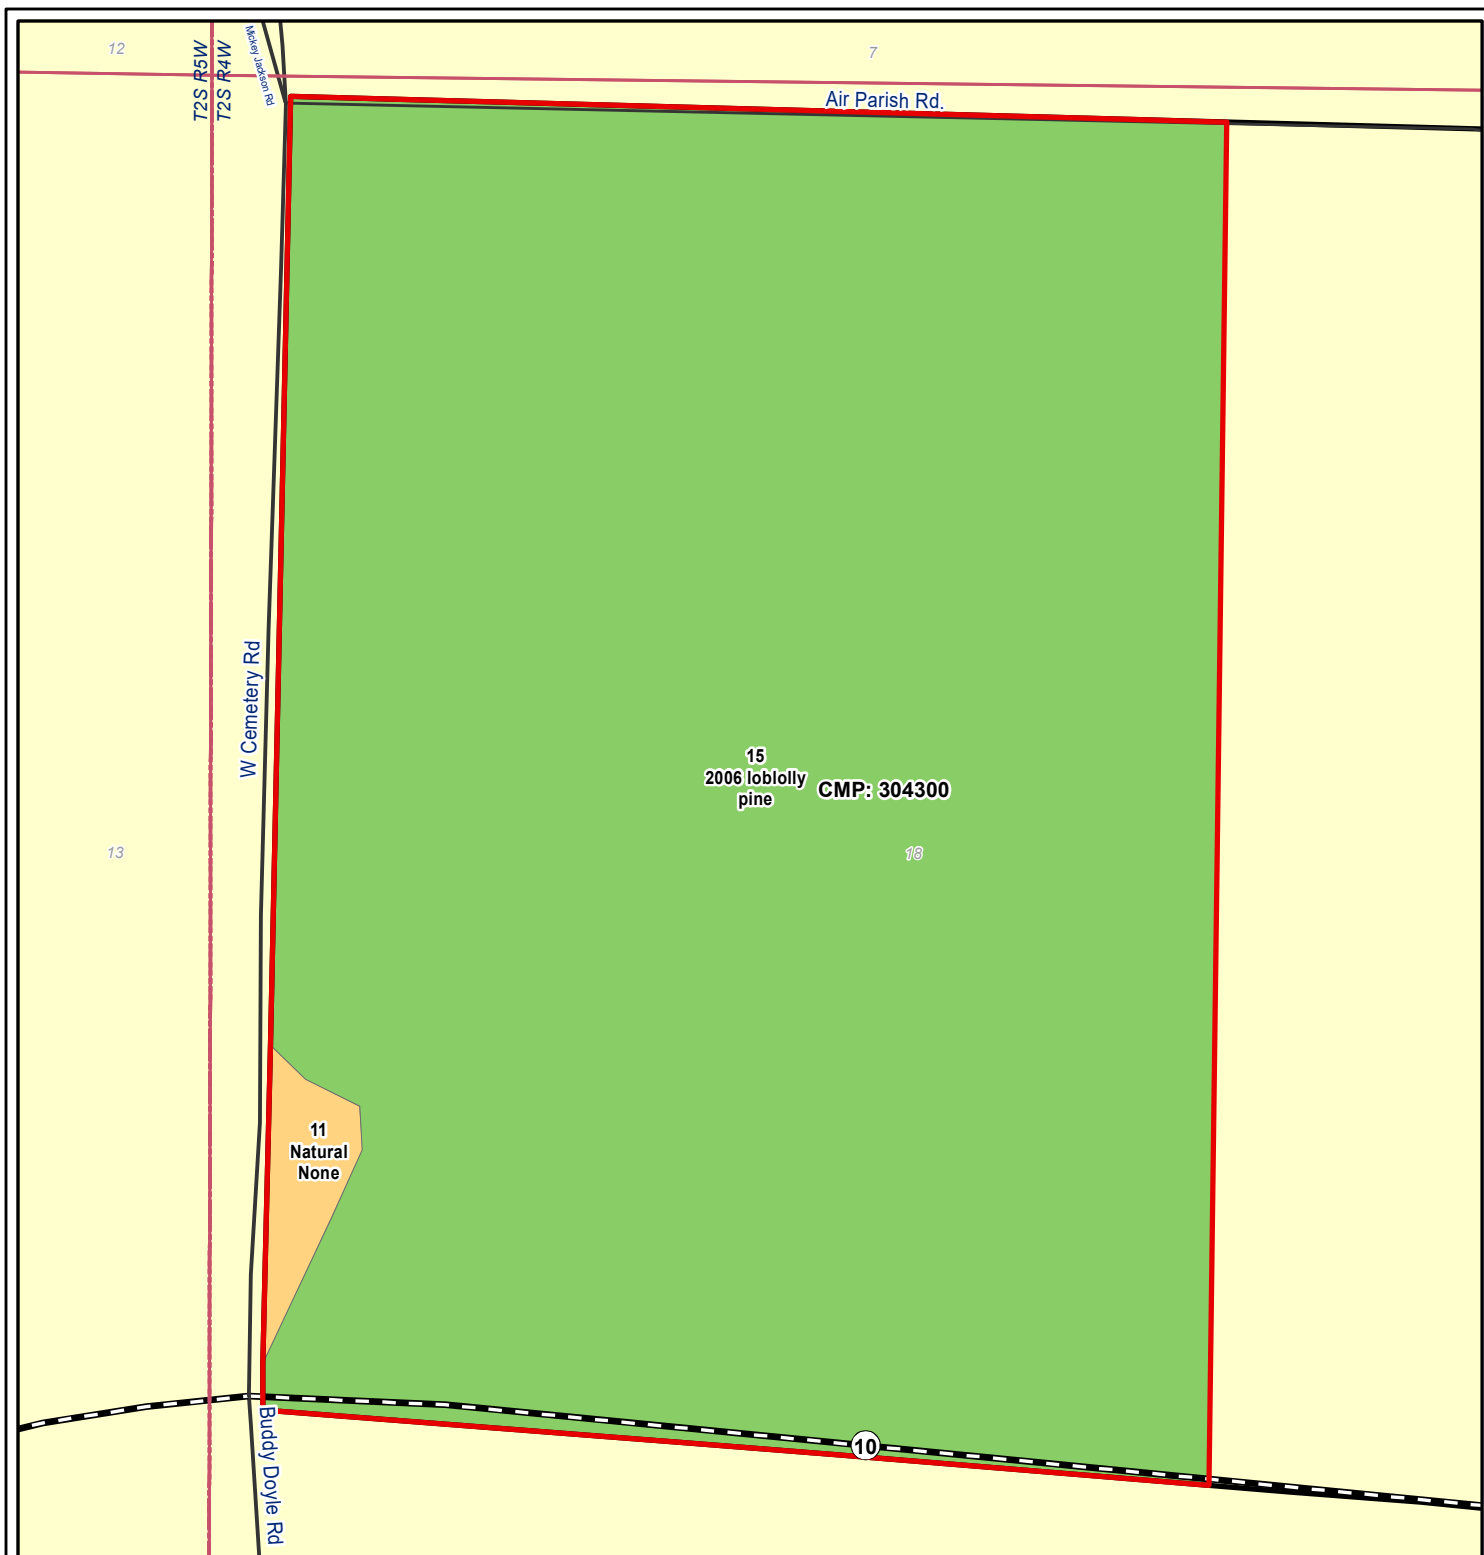 12
7
T2S R5W
T2S R4W
Mickey Jackson Rd
Air Parish Rd.
W Cemetery Rd
15
2006 loblolly
pine
CMP: 304300
13
18
11
Natural
None
10
Buddy Doyle Rd